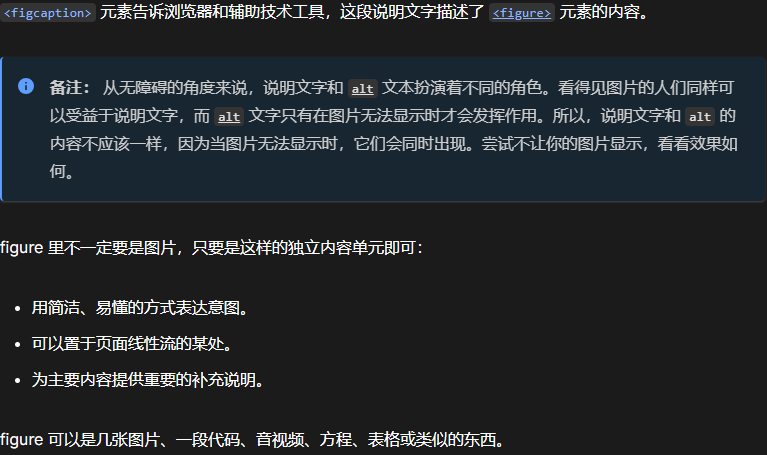 <figcaption> 元素告诉浏览器和辅助技术工具，这段说明文字描述了 <figure> 元素的内容。
备注： 从无障碍的角度来说，说明文字和 alt 文本扮演着不同的角色。看得见图片的人们同样可
以受益于说明文字，而 alt 文字只有在图片无法显示时才会发挥作用。所以，说明文字和 alt 的
内容不应该一样，因为当图片无法显示时，它们会同时出现。尝试不让你的图片显示，看看效果如
何。
figure 里不一定要是图片，只要是这样的独立内容单元即可：
• 用简洁、易懂的方式表达意图。
• 可以置于页面线性流的某处。
• 为主要内容提供重要的补充说明。
figure 可以是几张图片、一段代码、音视频、方程、表格或类似的东西。